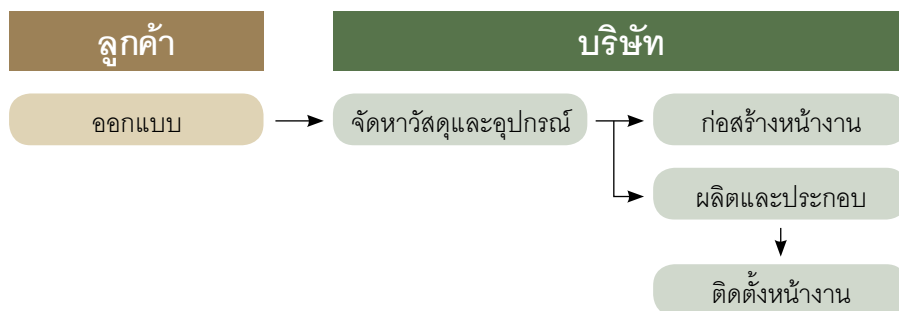 ลูกค้า
บริษัท
ออกแบบ
จัดหาวัสดุและอุปกรณ์
ก่อสร้างหน้างาน
ผลิตและประกอบ
ติดตั้งหน้างาน